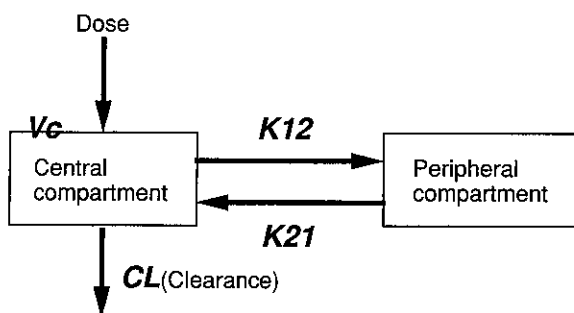 Dose
Vc
K12
Central
compartment
Peripheral
compartment
K21
CL(Clearance)